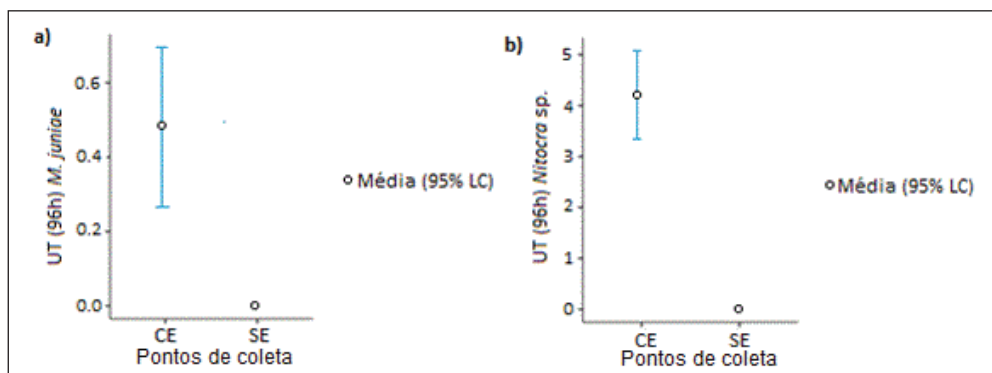 a)
UT (96h) M. juniae
0.6
0.4
0.2
0.0
CE SE
Pontos de coleta
Média (95% LC)
b)
UT (96h) Nitocra sp.
5
4
3
2
1
0
CE SE
Pontos de coleta
Média (95% LC)